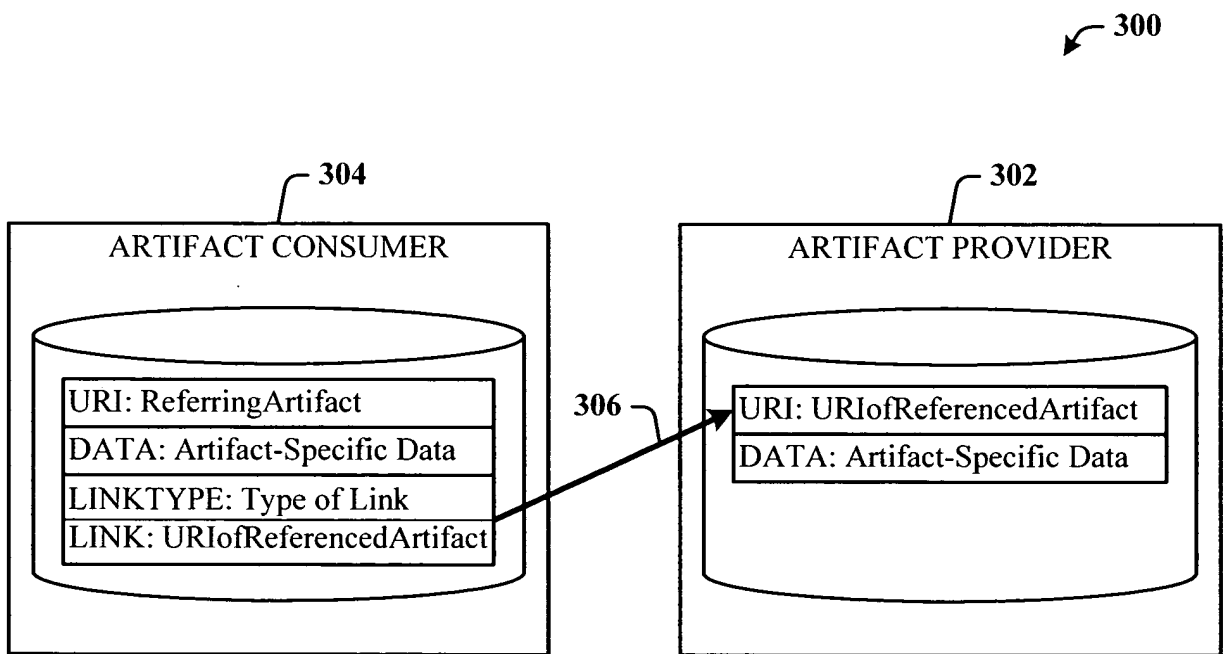 300
304
302
ARTIFACT CONSUMER
ARTIFACT PROVIDER
URI: ReferringArtifact
DATA: Artifact-Specific Data
LINKTYPE: Type of Link
LINK: URIofReferencedArtifact
306
URI: URIofReferencedArtifact
DATA: Artifact-Specific Data